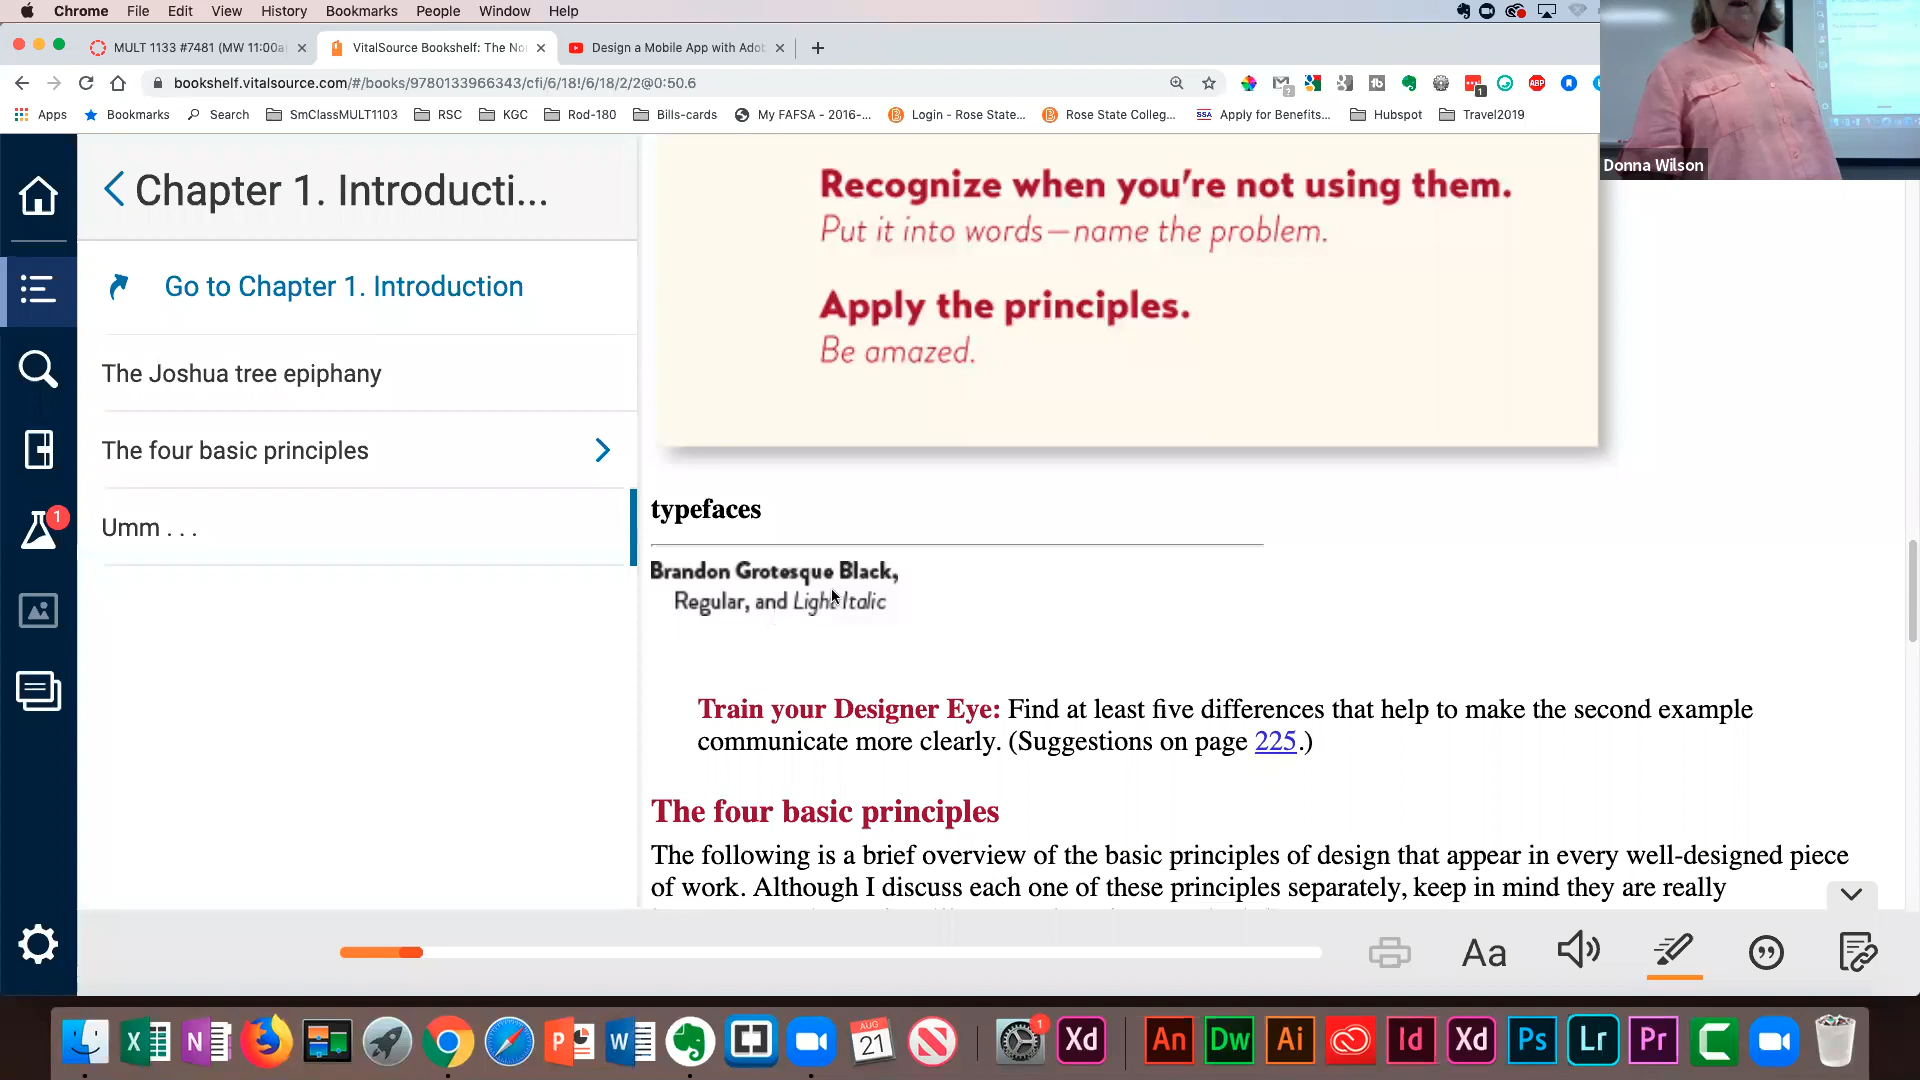 Chrome File Edit View History Bookmarks People Window Help
MULT 1133 #7481 (MW 11:00a
VitalSource Bookshelf: The No
Design a Mobile App with Adob
bookshelf.vitalsource.com/#/books/9780133966343/cfi/6/18!/6/18/2/2@0:50.6
Apps Bookmarks Search SmClassMULT1103 RSC KGC Rod-180 Bills-cards My FAFSA - 2016-... Login - Rose State... Rose State Colleg... SSA Apply for Benefits... Hubspot Travel2019
Donna Wilson
Chapter 1. Introducti...
Go to Chapter 1. Introduction
The Joshua tree epiphany
The four basic principles
Umm . . .
Recognize when you're not using them.
Put it into words—name the problem.
Apply the principles.
Be amazed.
typefaces
Brandon Grotesque Black,
Regular, and Light Italic
Train your Designer Eye: Find at least five differences that help to make the second example
communicate more clearly. (Suggestions on page 225.)
The four basic principles
The following is a brief overview of the basic principles of design that appear in every well-designed piece
of work. Although I discuss each one of these principles separately, keep in mind they are really
1
Aa
AUG
21
1
Xd An Dw Ai Id Xd Ps Lr Pr